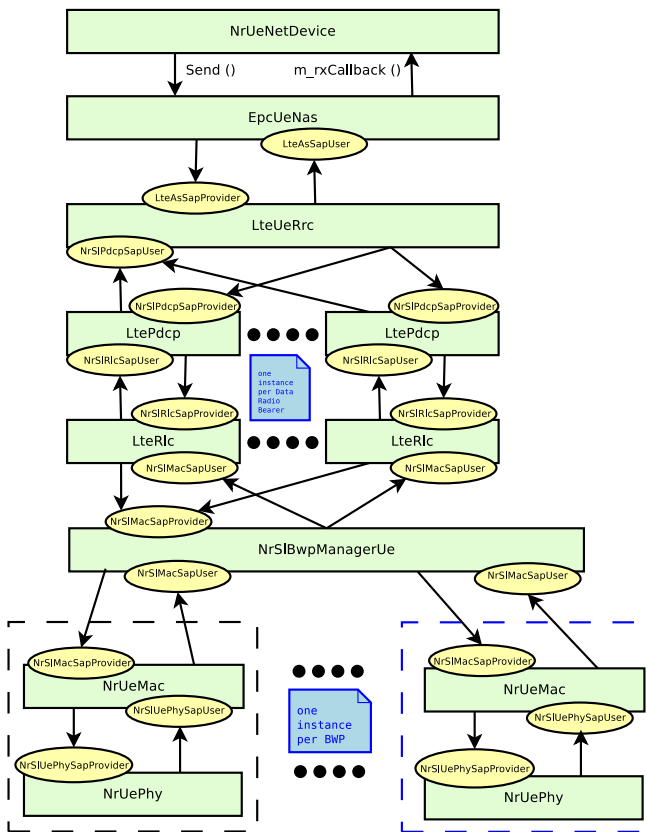 NrUeNetDevice
Send ()
m_rxCallback ()
EpcUeNas
LteAsSapUser
LteAsSapProvider
LteUeRrc
NrSlPdcpSapUser
NrSlPdcpSapProvider
NrSlPdcpSapProvider
LtePdcp
LtePdcp
NrSlRlcSapUser
NrSlRlcSapUser
one
instance
per Data
Radio
Bearer
NrSlRlcSapProvider
NrSlRlcSapProvider
LteRlc
LteRlc
NrSlMacSapUser
NrSlMacSapUser
NrSlMacSapProvider
NrSlBwpManagerUe
NrSlMacSapUser
NrSlMacSapUser
NrSlMacSapProvider
NrSlMacSapProvider
NrUeMac
NrUeMac
NrSlUePhySapUser
NrSlUePhySapUser
one
instance
per BWP
NrSlUePhySapProvider
NrSlUePhySapProvider
NrUePhy
NrUePhy